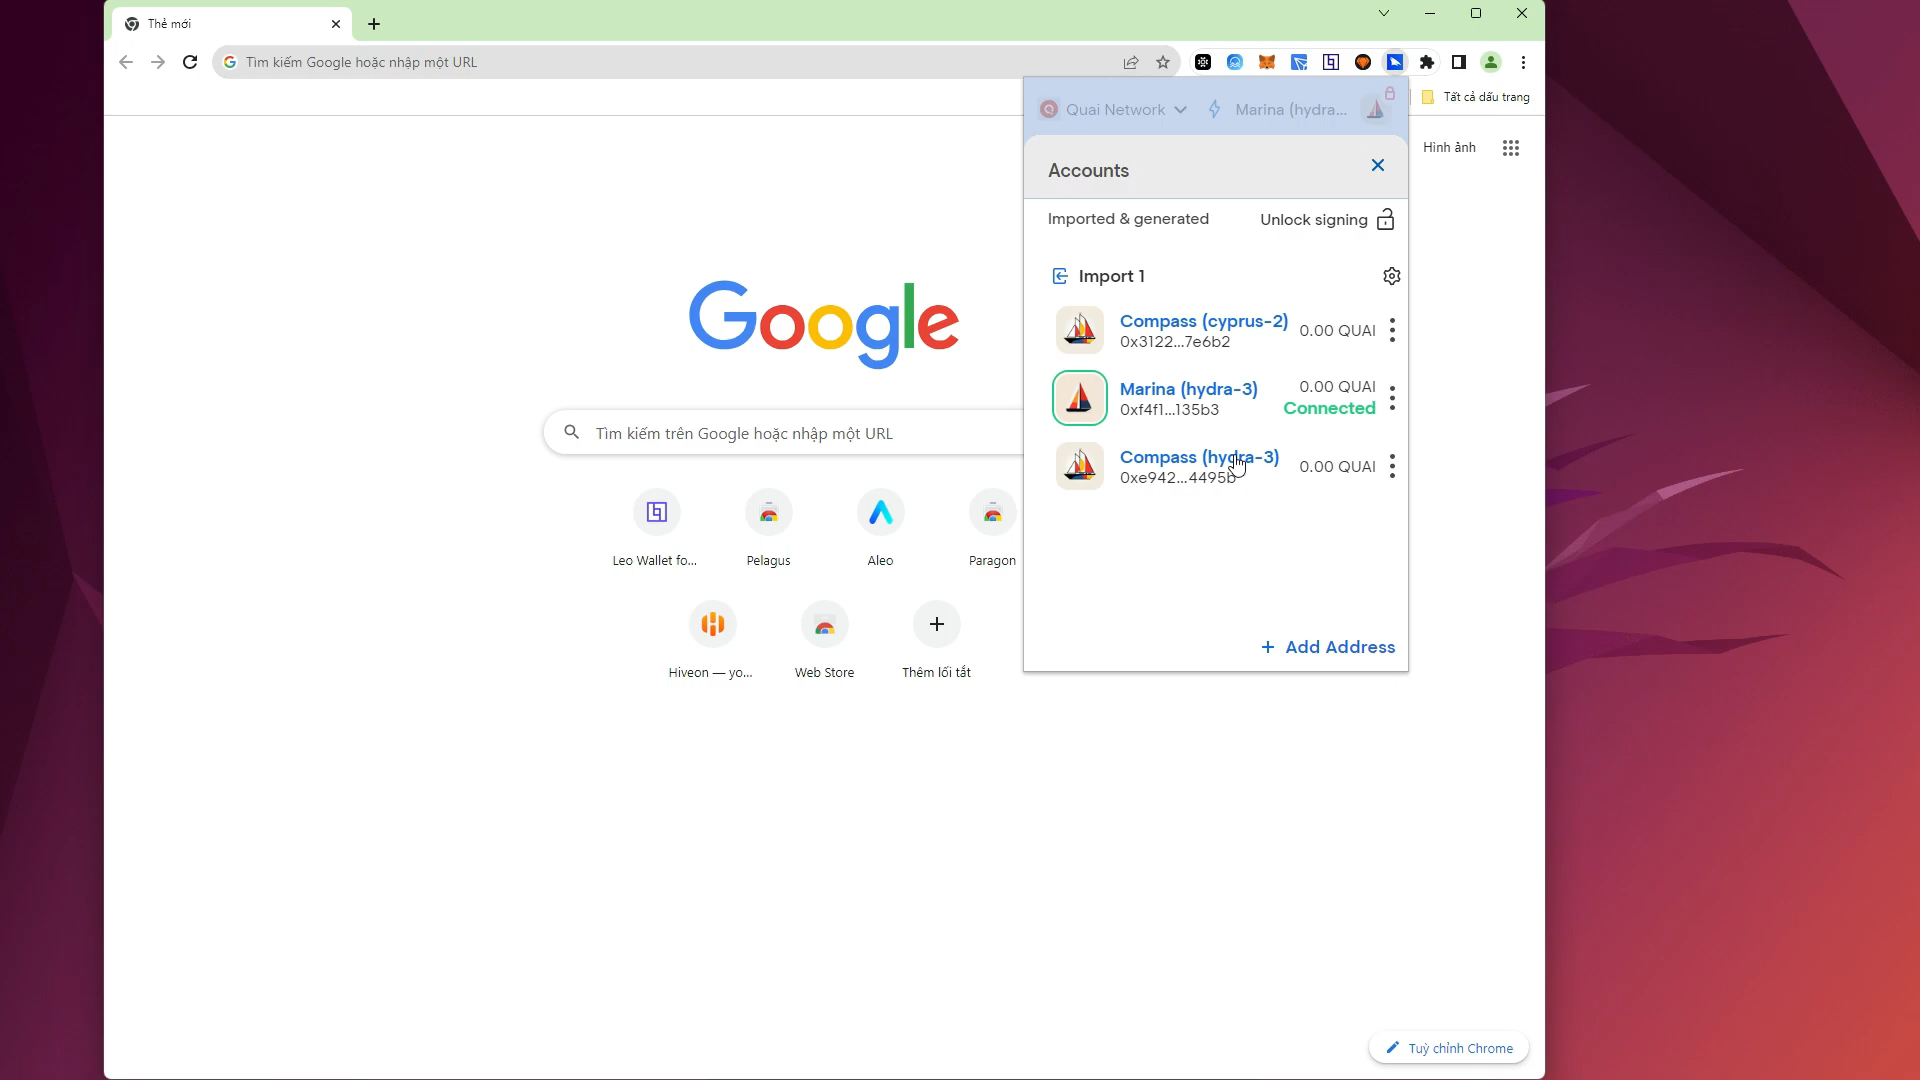 Thẻ mới
Tìm kiếm Google hoặc nhập một URL
Tất cả dấu trang
Quai Network
Marina (hydra...
Hình ảnh
Accounts
Imported & generated
Unlock signing
Import 1
Compass (cyprus-2)
0.00 QUAI
0x3122...7e6b2
Marina (hydra-3)
0.00 QUAI
0xf4f1...135b3
Connected
Compass (hydra-3)
0.00 QUAI
0xe942...4495b
+ Add Address
Google
Tìm kiếm trên Google hoặc nhập một URL
Leo Wallet fo...
Pelagus
Aleo
Paragon
Hiveon — yo...
Web Store
Thêm lối tắt
Tuỳ chỉnh Chrome